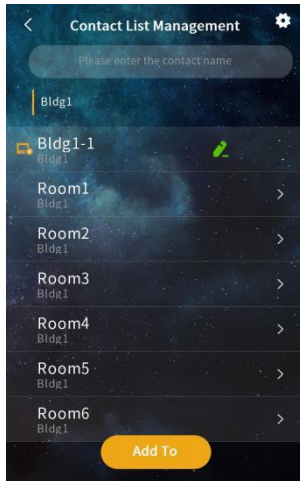 Contact List Management
Please enter the contact name
Bldg1
Bldg1-1
Bldg1
Room1
Bldg1
Room2
Bldg1
Room3
Bldg1
Room4
Bldg1
Room5
Bldg1
Room6
Bldg1
Add To